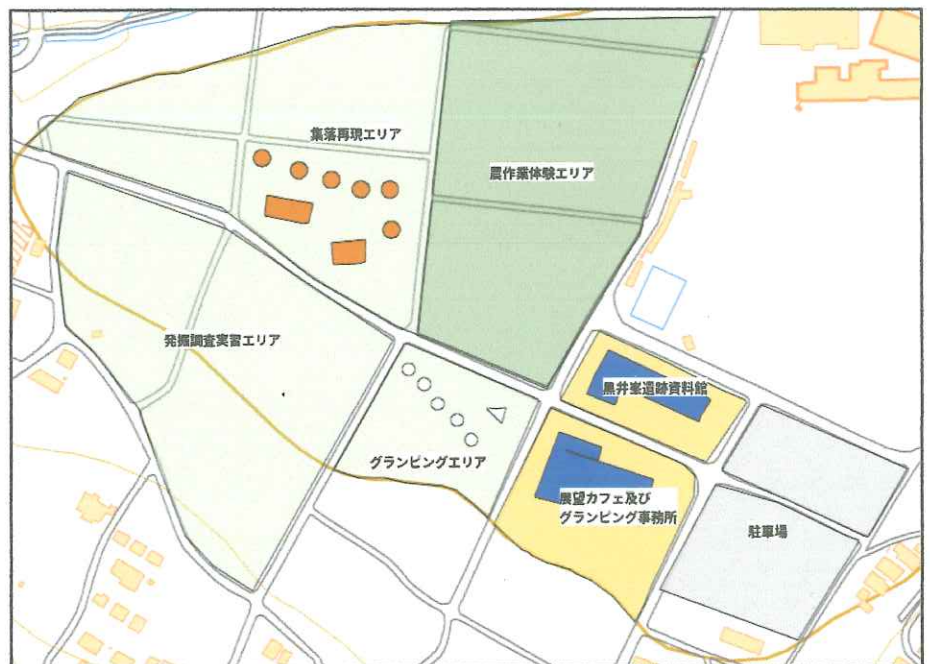 集落再現エリア
農作業体験エリア
発掘調査実習エリア
黒井峯遺跡資料館
グランピングエリア
展望カフェ及び
グランピング事務所
駐車場